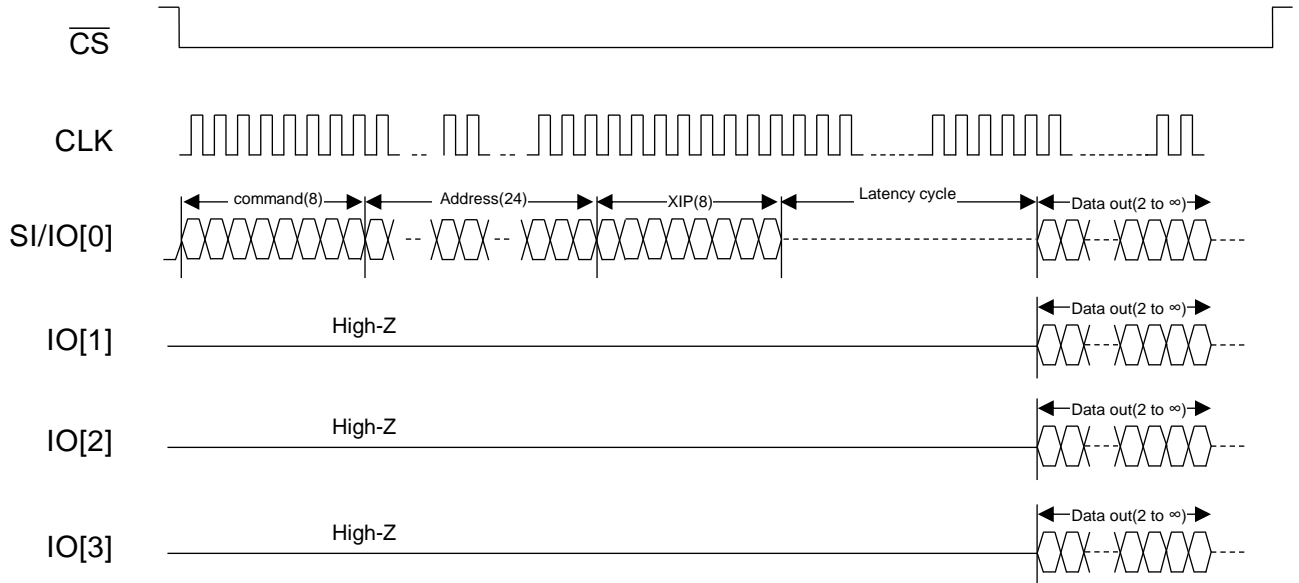 CS
CLK
command(8) Address(24) XIP(8) Latency cycle Data out(2 to ∞)
SI/IO[0]
Data out(2 to ∞)
High-Z
IO[1]
Data out(2 to ∞)
High-Z
IO[2]
Data out(2 to ∞)
High-Z
IO[3]